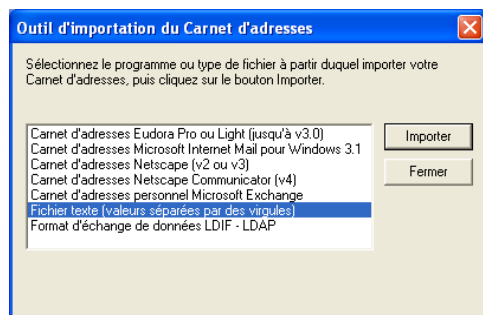 Outil d'importation du Carnet d'adresses
Sélectionnez le programme ou type de fichier à partir duquel importer votre
Carnet d'adresses, puis cliquez sur le bouton Importer.
Carnet d'adresses Eudora Pro ou Light (jusqu'à v3.0)
Carnet d'adresses Microsoft Internet Mail pour Windows 3.1
Carnet d'adresses Netscape (v2 ou v3)
Carnet d'adresses Netscape Communicator (v4)
Carnet d'adresses personnel Microsoft Exchange
Fichier texte (valeurs séparées par des virgules)
Format d'échange de données LDIF - LDAP
Importer
Fermer